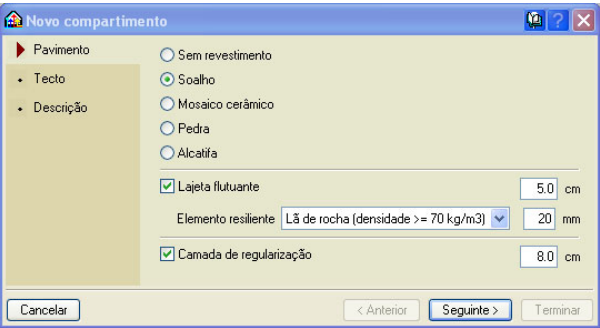 Novo compartimento
Pavimento
Tecto
Descrição
Sem revestimento
Soalho
Mosaico cerâmico
Pedra
Alcatifa
Lajeta flutuante 5.0 cm
Elemento resiliente Lã de rocha (densidade >= 70 kg/m3) 20 mm
Camada de regularização 8.0 cm
Cancelar < Anterior Seguinte > Terminar